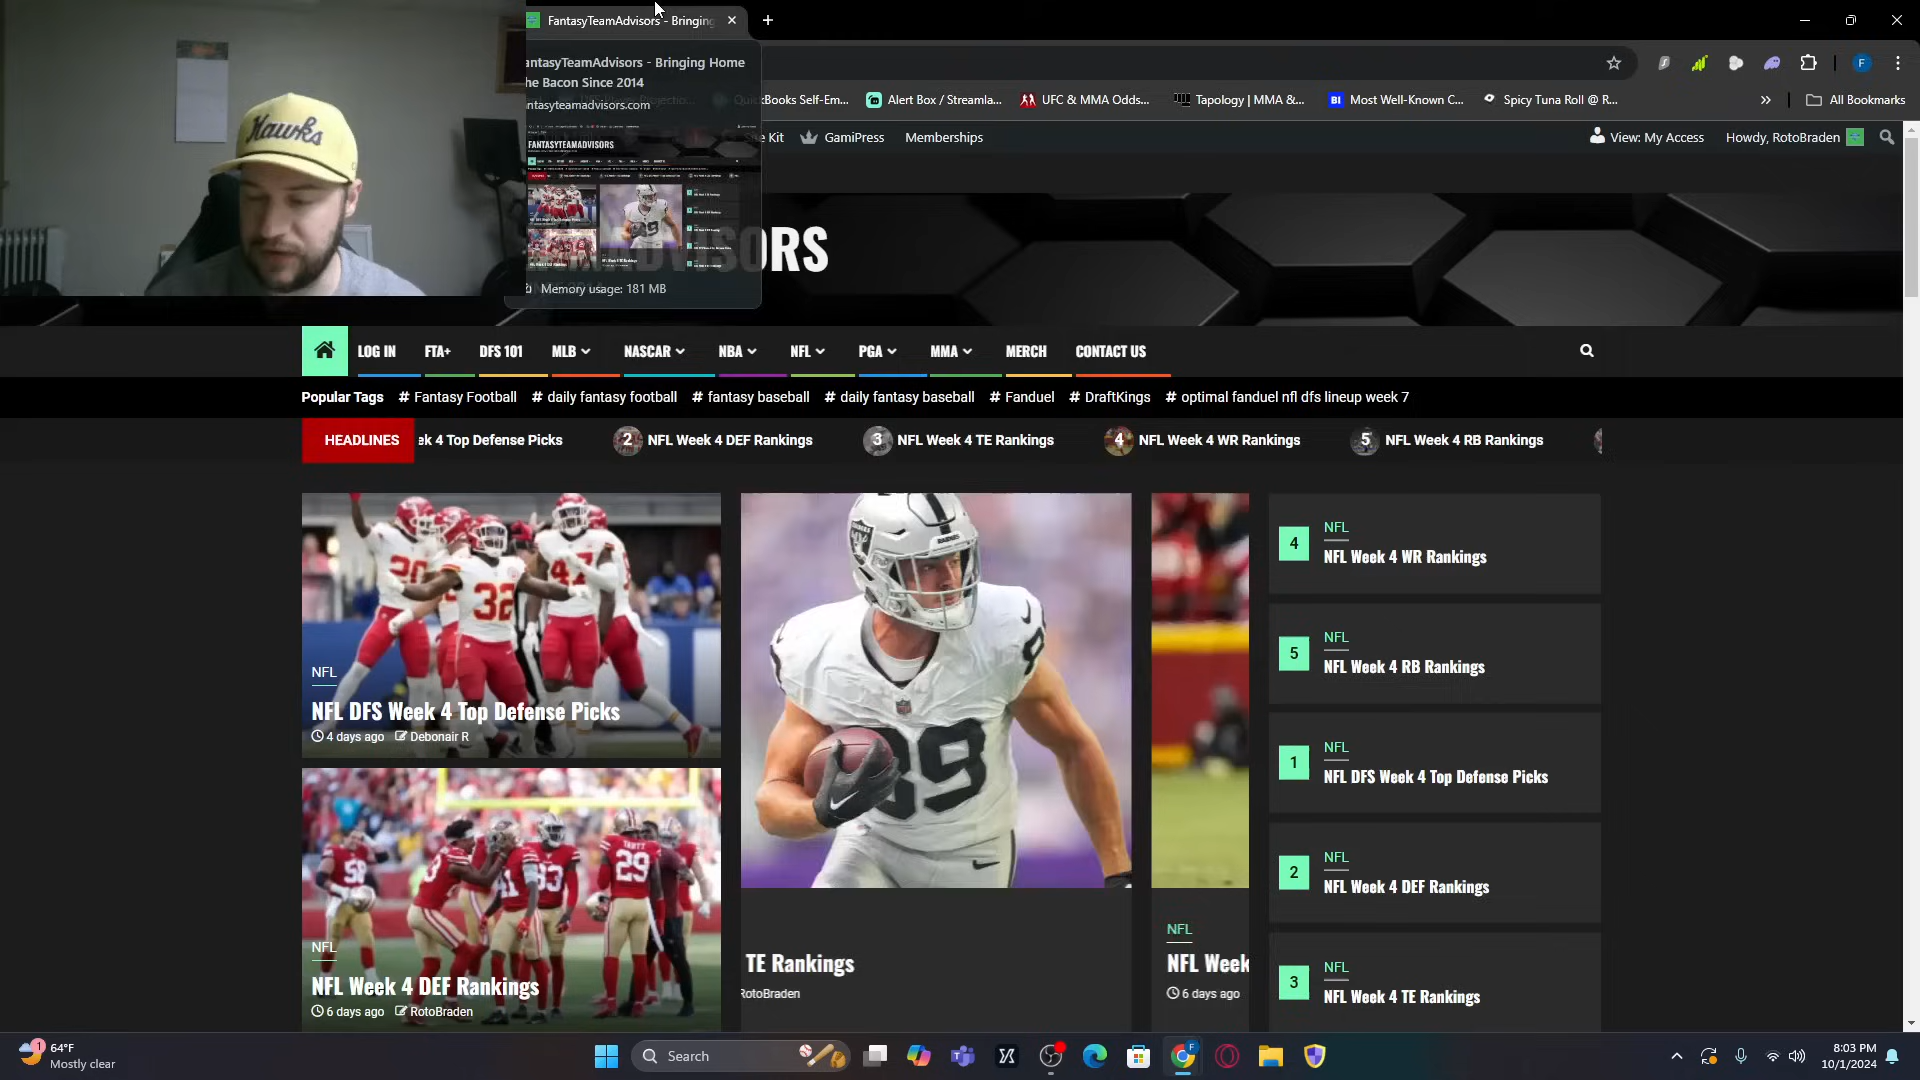 FantasyTeamAdvisors - Bringing
antasyTeamAdvisors - Bringing Home
he Bacon Since 2014
ntasyteamadvisors.com
FANTASYTEAMADVISORS
Memory usage: 181 MB
Hawks
QuickBooks Self-Em...
Alert Box / Streamla...
UFC & MMA Odds...
Tapology | MMA &...
BI Most Well-Known C...
Spicy Tuna Roll @ R...
All Bookmarks
F
te Kit
GamiPress
Memberships
View: My Access
Howdy, RotoBraden
ADVISORS
LOG IN
FTA+
DFS 101
MLB
NASCAR
NBA
NFL
PGA
MMA
MERCH
CONTACT US
Popular Tags
# Fantasy Football
# daily fantasy football
# fantasy baseball
# daily fantasy baseball
# Fanduel
# DraftKings
# optimal fanduel nfl dfs lineup week 7
HEADLINES
ek 4 Top Defense Picks
2 NFL Week 4 DEF Rankings
3 NFL Week 4 TE Rankings
4 NFL Week 4 WR Rankings
5 NFL Week 4 RB Rankings
NFL
NFL DFS Week 4 Top Defense Picks
4 days ago Debonair R
NFL
NFL Week 4 DEF Rankings
6 days ago RotoBraden
TE Rankings
RotoBraden
NFL
NFL Week
6 days ago
4
NFL
NFL Week 4 WR Rankings
5
NFL
NFL Week 4 RB Rankings
1
NFL
NFL DFS Week 4 Top Defense Picks
2
NFL
NFL Week 4 DEF Rankings
3
NFL
NFL Week 4 TE Rankings
1
64°F
Mostly clear
Search
8:03 PM
10/1/2024